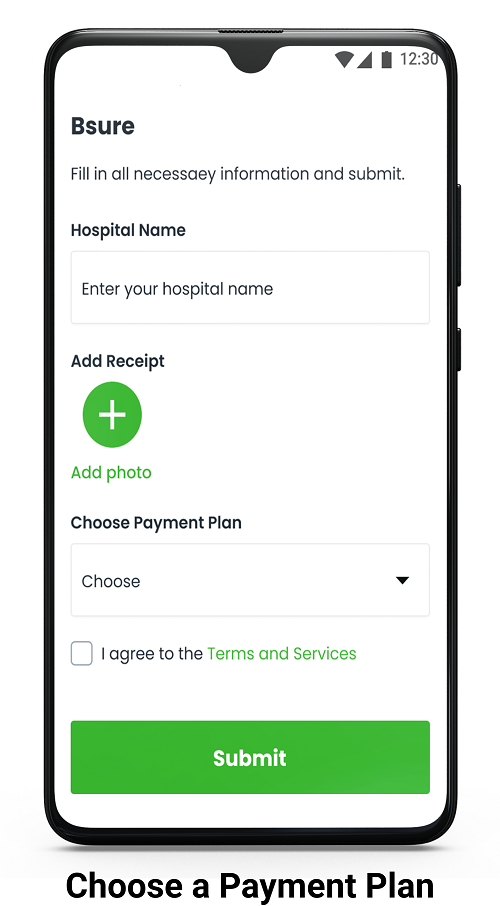 12:30
Bsure
Fill in all necessaey information and submit.
Hospital Name
Enter your hospital name
Add Receipt
Add photo
Choose Payment Plan
Choose
I agree to the Terms and Services
Submit
Choose a Payment Plan